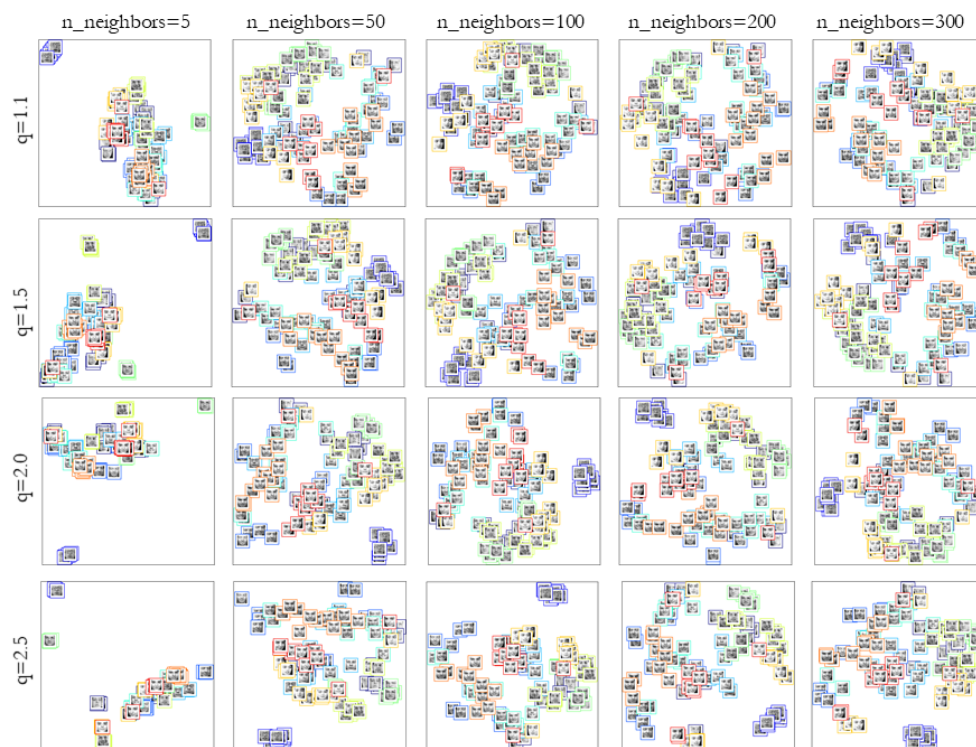 n_neighbors=5 n_neighbors=50 n_neighbors=100 n_neighbors=200 n_neighbors=300
q=1.1
q=1.5
q=2.0
q=2.5